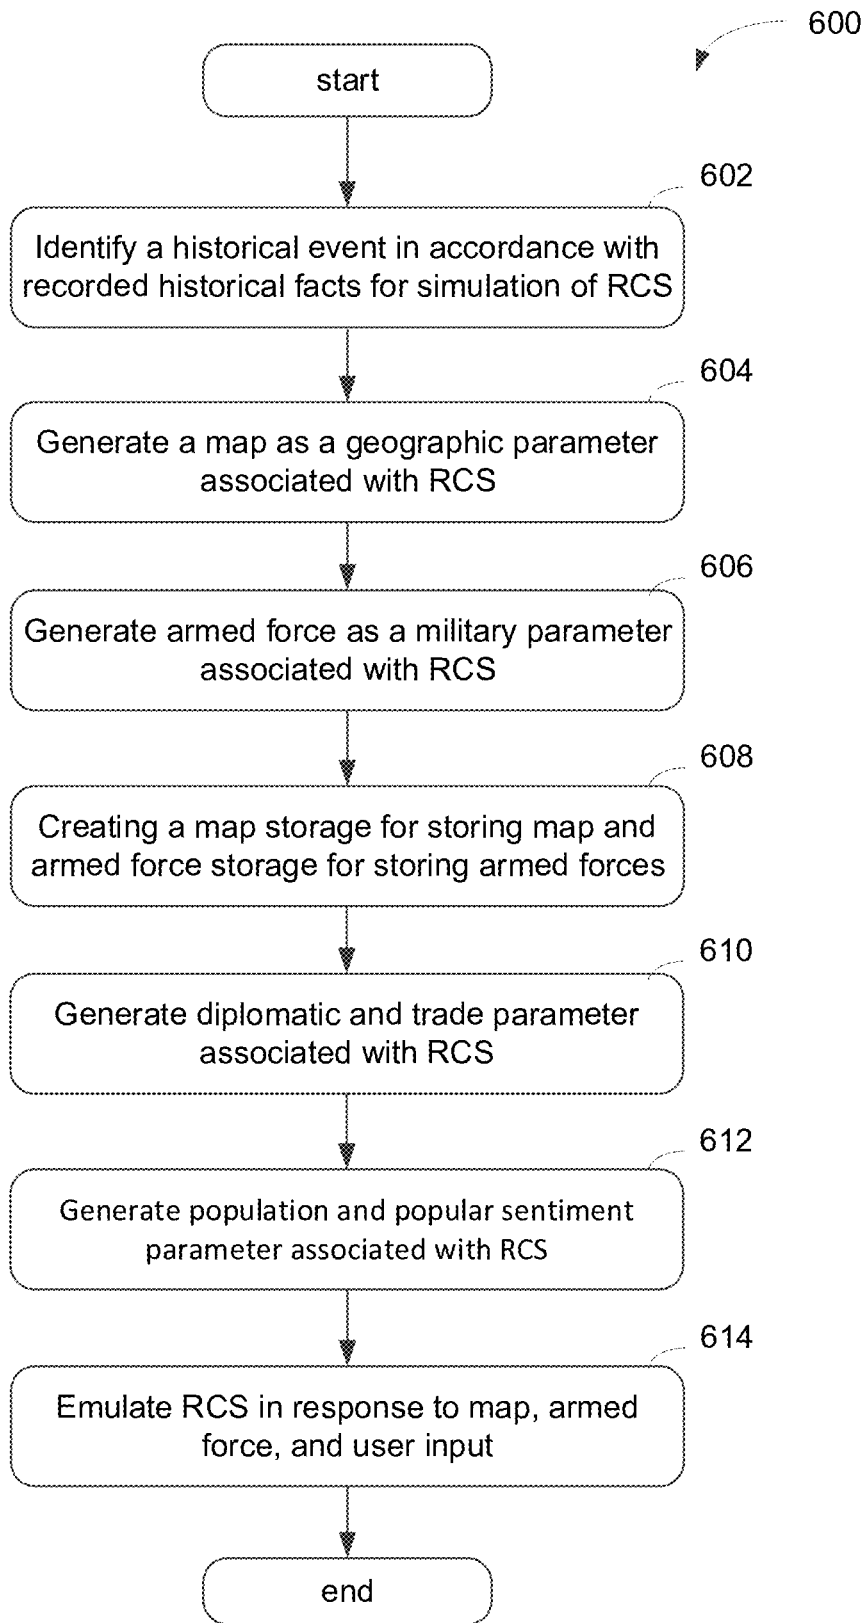 600
start
602
Identify a historical event in accordance with
recorded historical facts for simulation of RCS
604
Generate a map as a geographic parameter
associated with RCS
606
Generate armed force as a military parameter
associated with RCS
608
Creating a map storage for storing map and
armed force storage for storing armed forces
610
Generate diplomatic and trade parameter
associated with RCS
612
Generate population and popular sentiment
parameter associated with RCS
614
Emulate RCS in response to map, armed
force, and user input
end